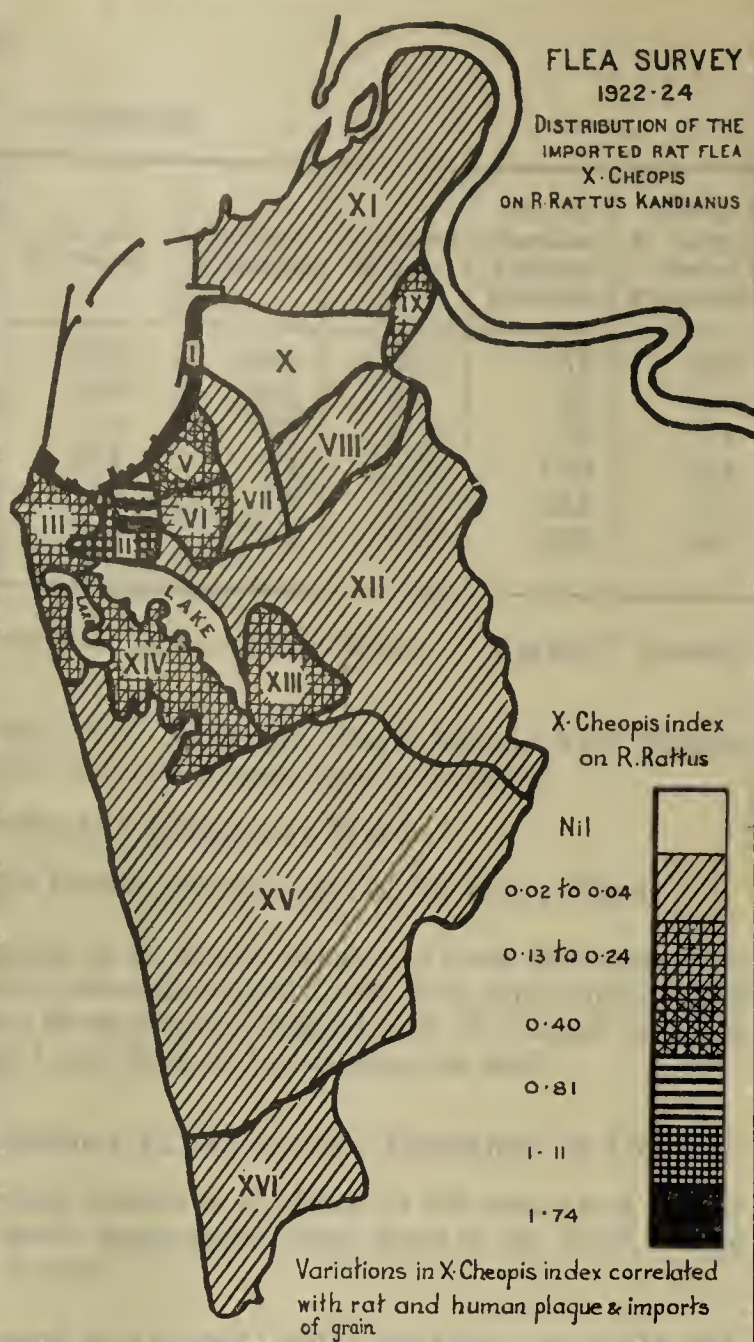 FLEA SURVEY
1922·24
DISTRIBUTION OF THE
IMPORTED RAT FLEA
X·CHEOPIS
ON R·RATTUS KANDIANUS
XI
IX
I
X
VIII
V
VII
III
VI
II
XII
LAKE
LAKE
XIV
XIII
X·Cheopis index
on R.Rattus
Nil
0·02 to 0·04
XV
0·13 to 0·24
0·40
0·81
1·11
XVI
1·74
Variations in X·Cheopis index correlated
with rat and human plague & imports
of grain